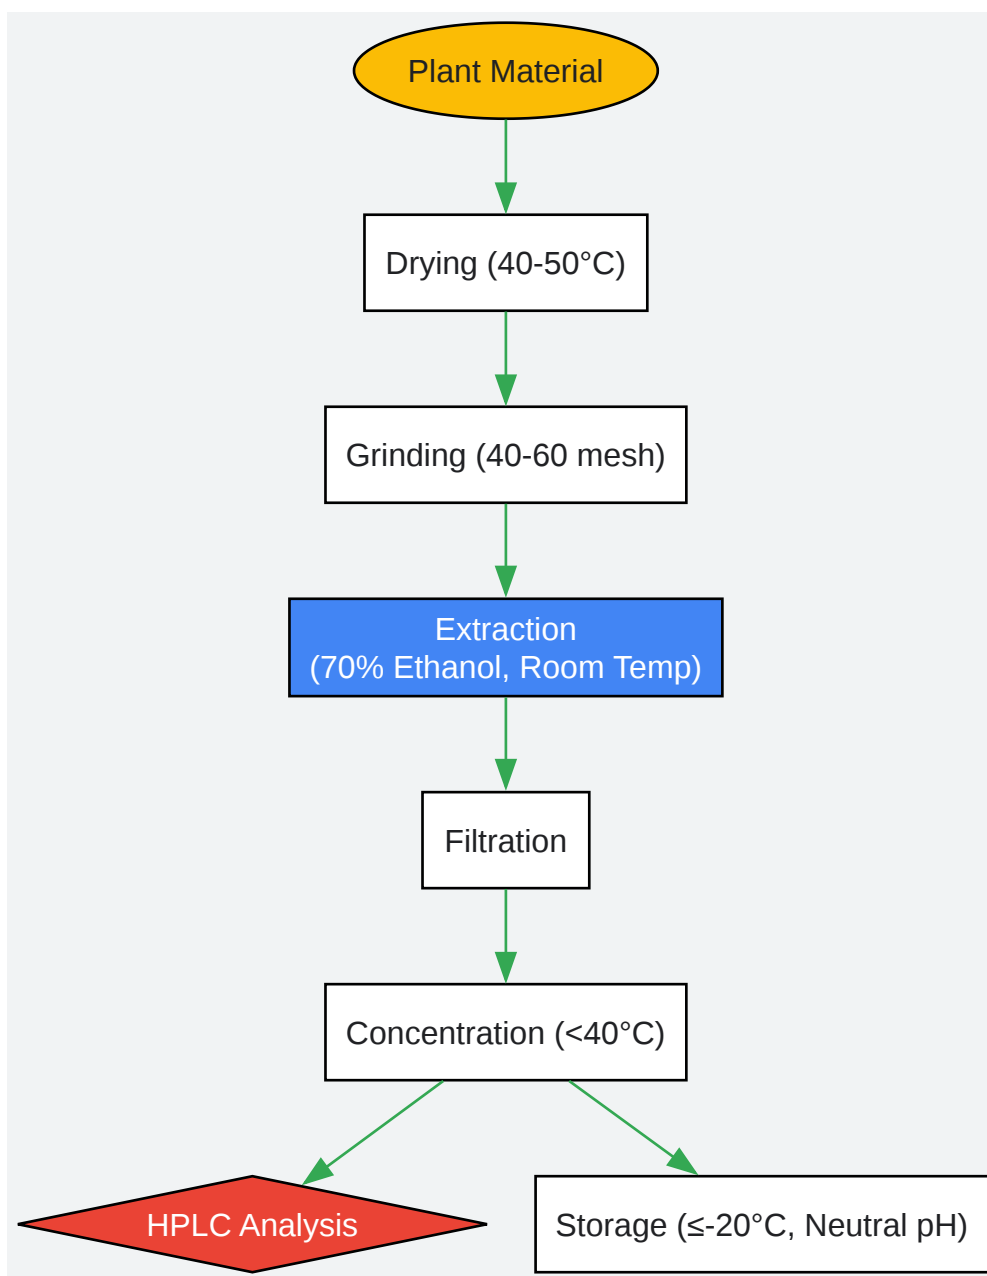 Plant Material
Drying (40-50°C)
Grinding (40-60 mesh)
Extraction
(70% Ethanol, Room Temp)
Filtration
Concentration (<40°C)
HPLC Analysis
Storage (≤-20°C, Neutral pH)